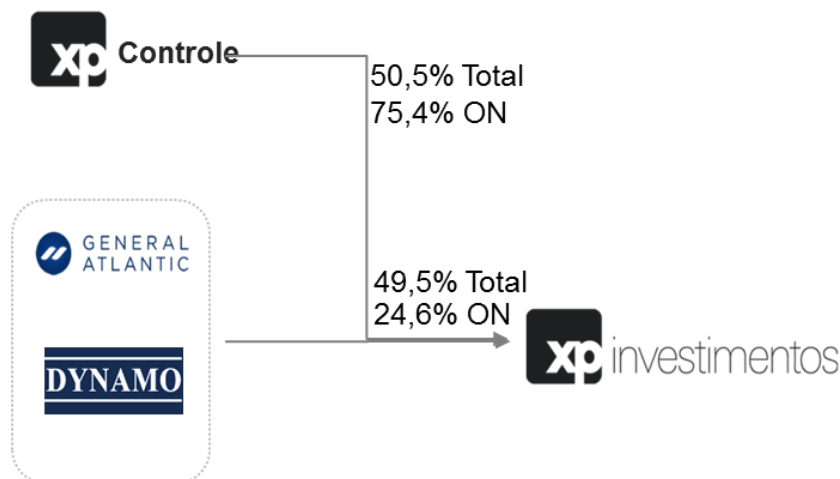 xp Controle
50,5% Total
75,4% ON
GENERAL
ATLANTIC
DYNAMO
49,5% Total
24,6% ON
xp investimentos